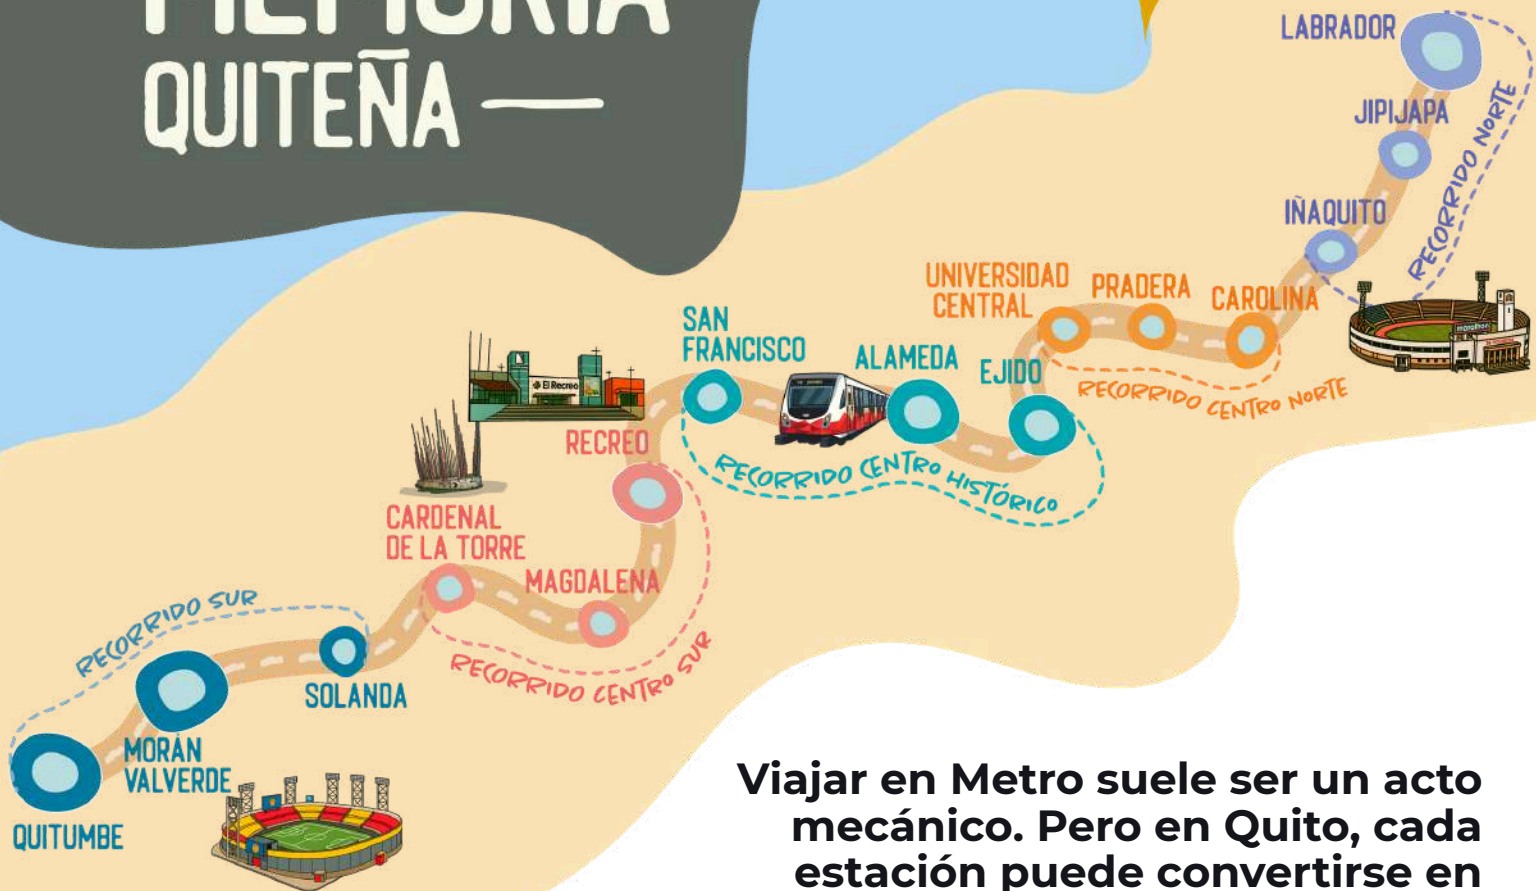 MEMORIA
QUITEÑA
LABRADOR
JIPIJAPA
RECORRIDO NORTE
IÑAQUITO
UNIVERSIDAD
CENTRAL
PRADERA
CAROLINA
marathon
RECORRIDO CENTRO NORTE
SAN
FRANCISCO
ALAMEDA
EJIDO
RECORRIDO CENTRO HISTÓRICO
El Recreo
RECREO
CARDENAL
DE LA TORRE
MAGDALENA
RECORRIDO CENTRO SUR
RECORRIDO SUR
SOLANDA
MORÁN
VALVERDE
QUITUMBE
Viajar en Metro suele ser un acto
mecánico. Pero en Quito, cada
estación puede convertirse en